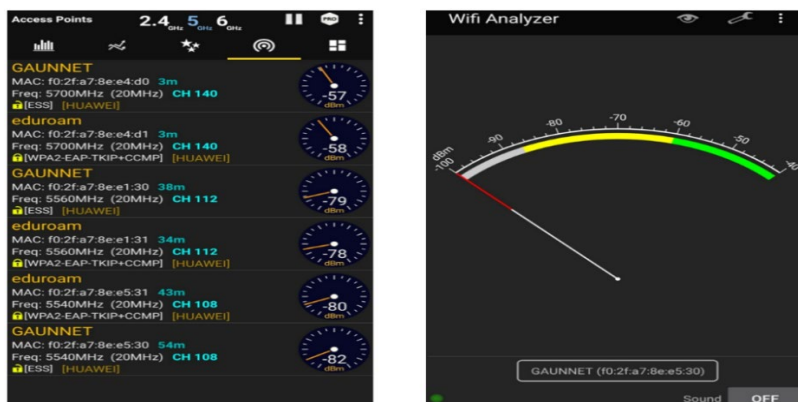 Access Points 2.4GHz 5GHz 6GHz PRO
GAUNNET
MAC: f0:2f:a7:8e:e4:d0 3m
Freq: 5700MHz (20MHz) CH 140
[ESS] [HUAWEI]
-57
dBm
eduroam
MAC: f0:2f:a7:8e:e4:d1 3m
Freq: 5700MHz (20MHz) CH 140
[WPA2-EAP-TKIP+CCMP] [HUAWEI]
-58
dBm
GAUNNET
MAC: f0:2f:a7:8e:e1:30 38m
Freq: 5560MHz (20MHz) CH 112
[ESS] [HUAWEI]
-79
dBm
eduroam
MAC: f0:2f:a7:8e:e1:31 34m
Freq: 5560MHz (20MHz) CH 112
[WPA2-EAP-TKIP+CCMP] [HUAWEI]
-78
dBm
eduroam
MAC: f0:2f:a7:8e:e5:31 43m
Freq: 5540MHz (20MHz) CH 108
[WPA2-EAP-TKIP+CCMP] [HUAWEI]
-80
dBm
GAUNNET
MAC: f0:2f:a7:8e:e5:30 54m
Freq: 5540MHz (20MHz) CH 108
[ESS] [HUAWEI]
-82
dBm
Wifi Analyzer
dBm
-100 -90 -80 -70 -60 -50 -40
GAUNNET (f0:2f:a7:8e:e5:30)
Sound OFF